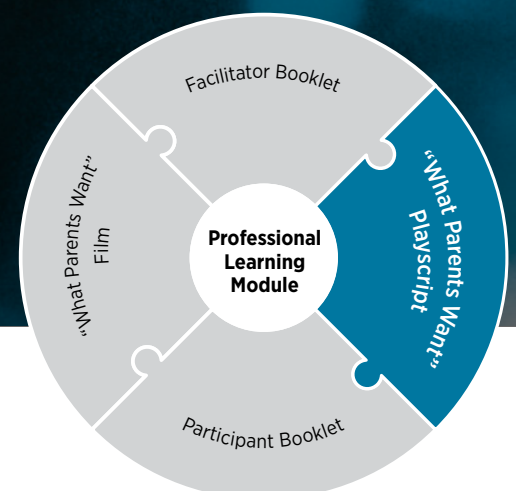 Facilitator Booklet
“What Parents Want”
Playscript
Participant Booklet
“What Parents Want”
Film
Professional
Learning
Module